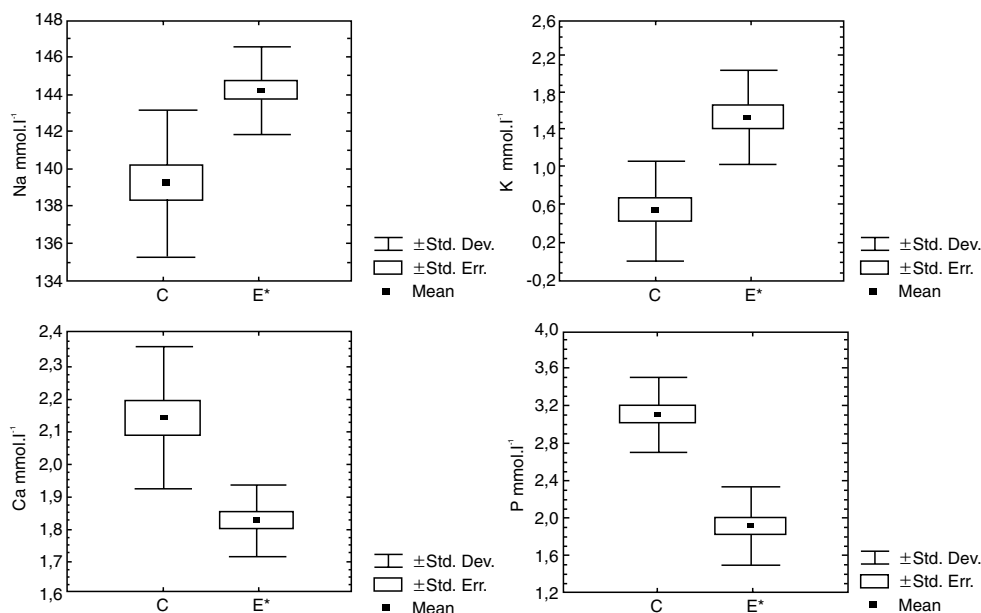 Na mmol.l⁻¹
148
146
144
142
140
138
136
134
C E*
±Std. Dev.
±Std. Err.
Mean
K mmol.l⁻¹
2,6
2,2
1,8
1,4
1,0
0,6
0,2
-0,2
C E*
±Std. Dev.
±Std. Err.
Mean
Ca mmol.l⁻¹
2,4
2,3
2,2
2,1
2,0
1,9
1,8
1,7
1,6
C E*
±Std. Dev.
±Std. Err.
Mean
P mmol.l⁻¹
4,0
3,6
3,2
2,8
2,4
2,0
1,6
1,2
C E*
±Std. Dev.
±Std. Err.
Mean